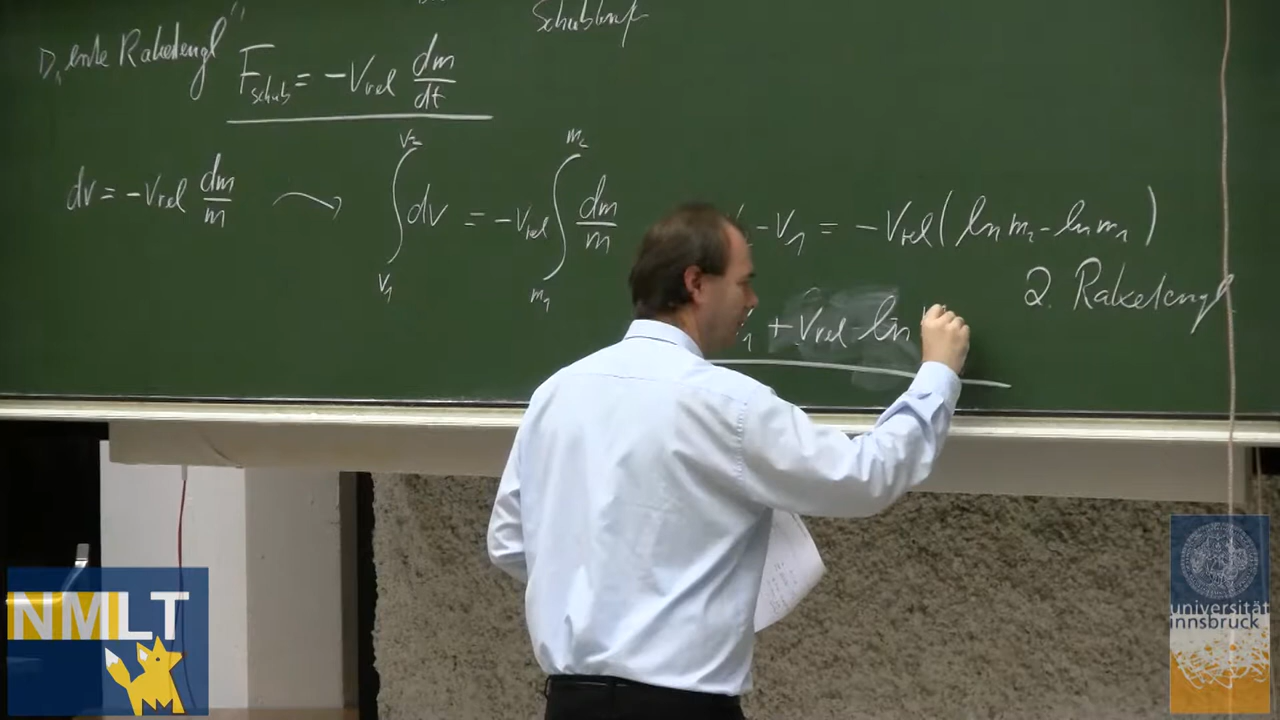 Schubkraft
"D, erste Raketengl" F_schub = -v_rel dm/dt
dv = -v_rel dm/m ↝ ∫_{v_1}^{v_2} dv = -v_rel ∫_{m_1}^{m_2} dm/m
- v_1 = -v_rel (ln m_2 - ln m_1)
2. Raketengl
+ v_rel ln
NMLT
universität
innsbruck